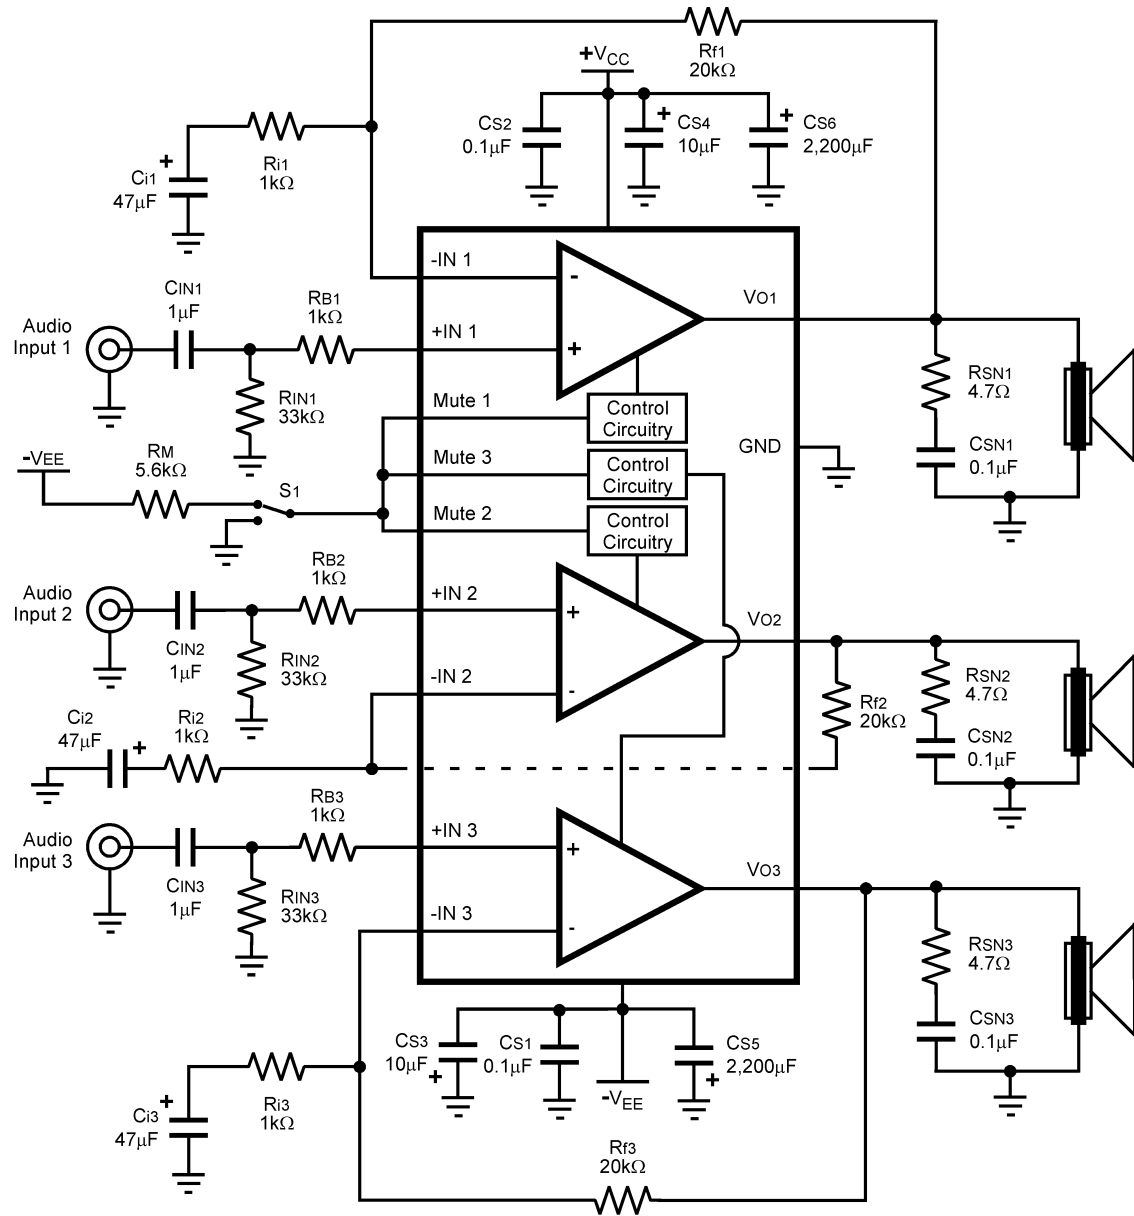 Rf1
20kΩ
+VCC
CS2
0.1µF
CS4
+
10µF
CS6
+
2,200µF
Ri1
1kΩ
+
Ci1
47µF
-IN 1
-
CIN1
1µF
RB1
1kΩ
VO1
Audio
Input 1
+IN 1
+
RIN1
33kΩ
RSN1
4.7Ω
Mute 1
Control
Circuitry
GND
CSN1
0.1µF
-VEE
RM
5.6kΩ
Mute 3
Control
Circuitry
S1
Mute 2
Control
Circuitry
RB2
1kΩ
Audio
Input 2
+IN 2
+
VO2
CIN2
1µF
RIN2
33kΩ
-IN 2
-
RSN2
4.7Ω
Rf2
20kΩ
Ci2
47µF
+
Ri2
1kΩ
CSN2
0.1µF
RB3
1kΩ
Audio
Input 3
+IN 3
+
VO3
CIN3
1µF
RIN3
33kΩ
-IN 3
-
RSN3
4.7Ω
CSN3
0.1µF
CS3
10µF
+
CS1
0.1µF
CS5
2,200µF
+
-VEE
+
Ci3
47µF
Ri3
1kΩ
Rf3
20kΩ